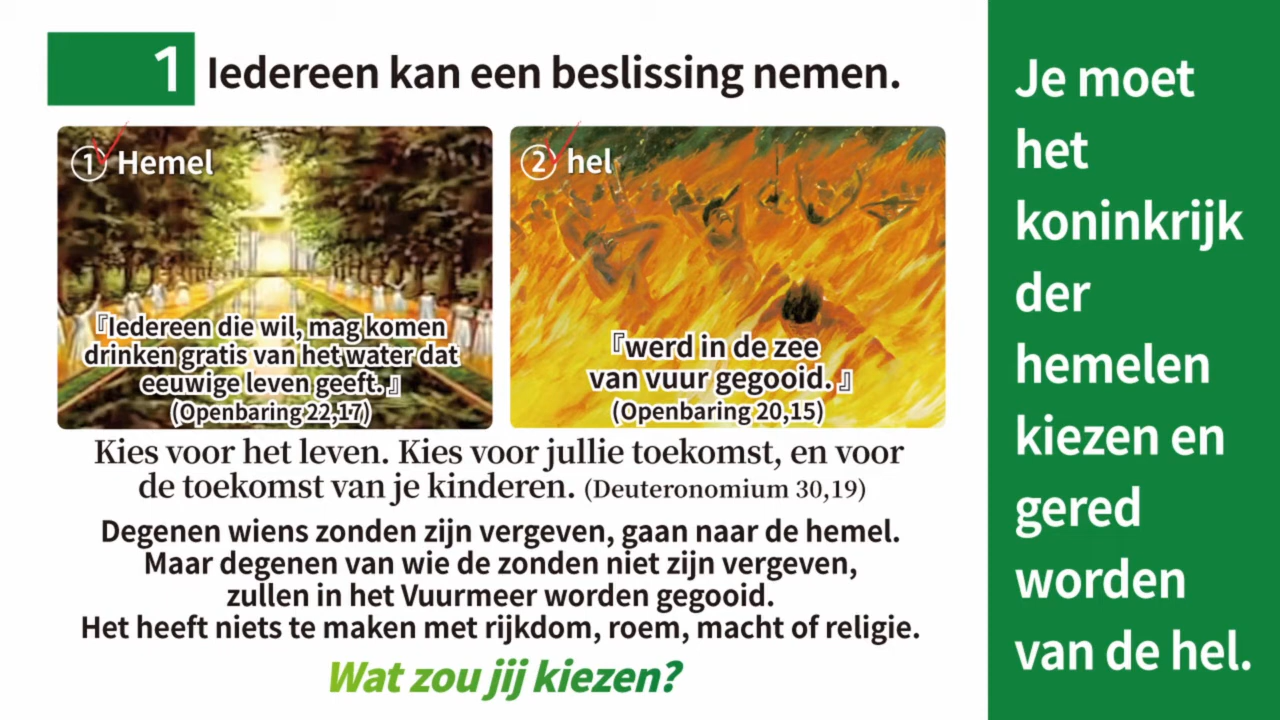 1 Iedereen kan een beslissing nemen.
① Hemel
『Iedereen die wil, mag komen
drinken gratis van het water dat
eeuwige leven geeft.』
(Openbaring 22,17)
② hel
『werd in de zee
van vuur gegooid.』
(Openbaring 20,15)
Kies voor het leven. Kies voor jullie toekomst, en voor
de toekomst van je kinderen. (Deuteronomium 30,19)
Degenen wiens zonden zijn vergeven, gaan naar de hemel.
Maar degenen van wie de zonden niet zijn vergeven,
zullen in het Vuurmeer worden gegooid.
Het heeft niets te maken met rijkdom, roem, macht of religie.
Wat zou jij kiezen?
Je moet
het
koninkrijk
der
hemelen
kiezen en
gered
worden
van de hel.